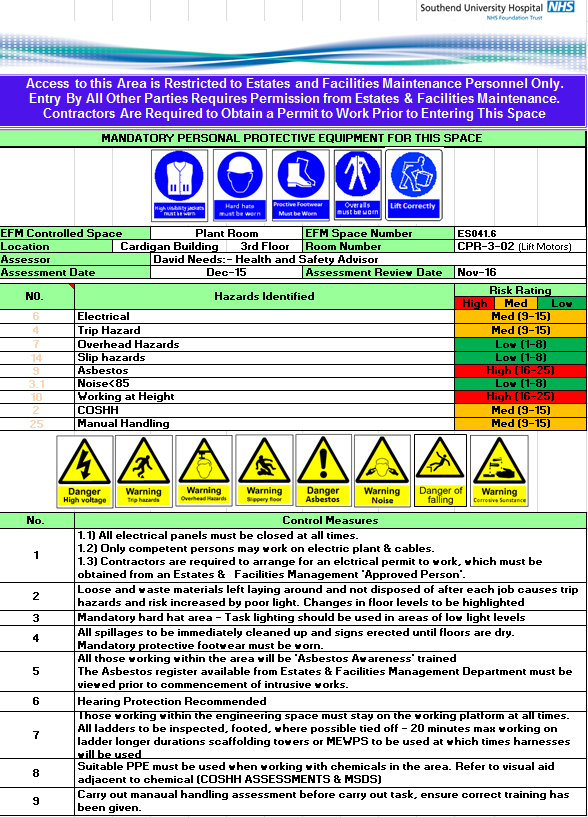 Southend University Hospital NHS
NHS Foundation Trust
Access to this Area is Restricted to Estates and Facilities Maintenance Personnel Only.
Entry By All Other Parties Requires Permission from Estates & Facilities Maintenance.
Contractors Are Required to Obtain a Permit to Work Prior to Entering This Space
MANDATORY PERSONAL PROTECTIVE EQUIPMENT FOR THIS SPACE
High visibility jackets must be worn
Hard hats must be worn
Proctive Footwear Must be Worn
Overalls must be worn
Lift Correctly
EFM Controlled Space Plant Room EFM Space Number ES041.6
Location Cardigan Building 3rd Floor Room Number CPR-3-02 (Lift Motors)
Assessor David Needs:- Health and Safety Advisor
Assessment Date Dec-15 Assessment Review Date Nov-16
NO. Hazards Identified Risk Rating
High Med Low
6 Electrical Med (9-15)
4 Trip Hazard Med (9-15)
7 Overhead Hazards Low (1-8)
14 Slip hazards Low (1-8)
9 Asbestos High (16-25)
3.1 Noise<85 Low (1-8)
10 Working at Height High (16-25)
2 COSHH Med (9-15)
25 Manual Handling Med (9-15)
Danger High voltage
Warning Trip hazards
Warning Overhead Hazards
Warning Slippery floor
Danger Asbestos
Warning Noise
Danger of falling
Warning Corrosive Substance
No. Control Measures
1
1.1) All electrical panels must be closed at all times.
1.2) Only competent persons may work on electric plant & cables.
1.3) Contractors are required to arrange for an elctrical permit to work, which must be
obtained from an Estates & Facilities Management 'Approved Person'.
2
Loose and waste materials left laying around and not disposed of after each job causes trip
hazards and risk increased by poor light. Changes in floor levels to be highlighted
3 Mandatory hard hat area - Task lighting should be used in areas of low light levels
4
All spillages to be immediately cleaned up and signs erected until floors are dry.
Mandatory protective footwear must be worn.
5
All those working within the area will be 'Asbestos Awareness' trained
The Asbestos register available from Estates & Facilities Management Department must be
viewed prior to commencement of intrusive works.
6 Hearing Protection Recommended
7
Those working within the engineering space must stay on the working platform at all times.
All ladders to be inspected, footed, where possible tied off - 20 minutes max working on
ladder longer durations scaffolding towers or MEWPS to be used at which times harnesses
will be used
8
Suitable PPE must be used when working with chemicals in the area. Refer to visual aid
adjacent to chemical (COSHH ASSESSMENTS & MSDS)
9
Carry out manaual handling assessment before carry out task, ensure correct training has
been given.